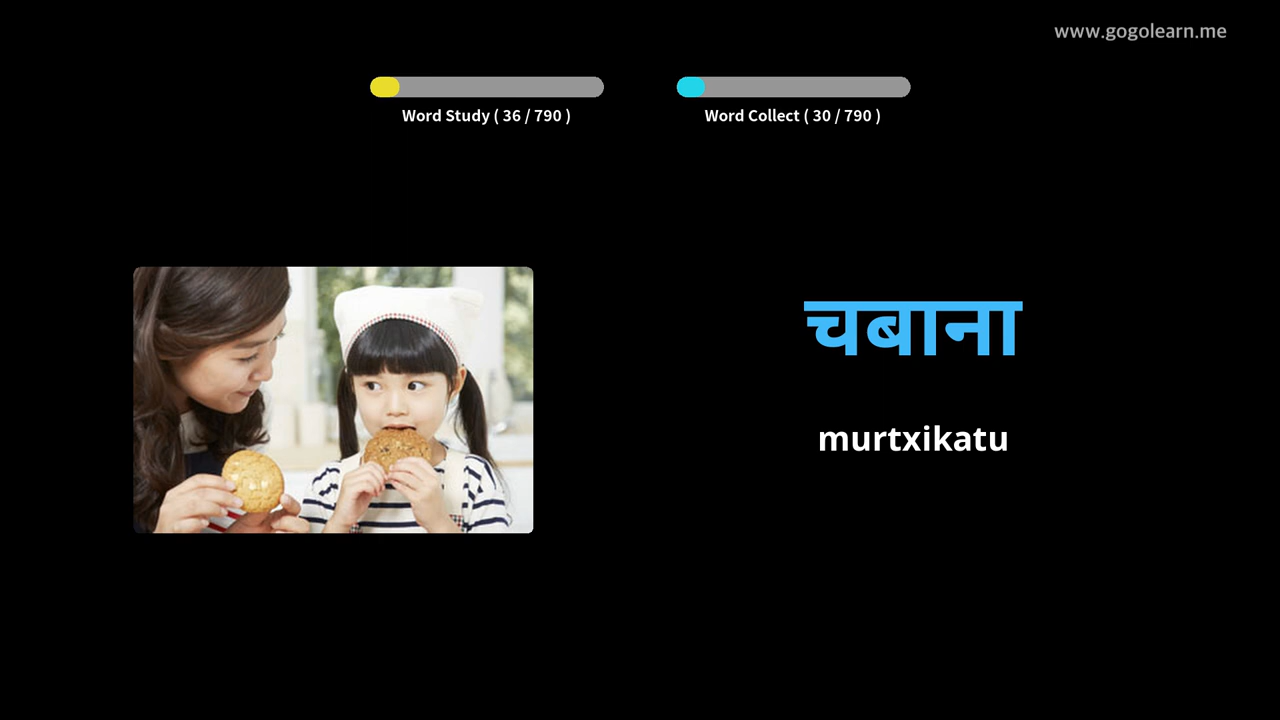 www.gogolearn.me
Word Study ( 36 / 790 )
Word Collect ( 30 / 790 )
चबाना
murtxikatu